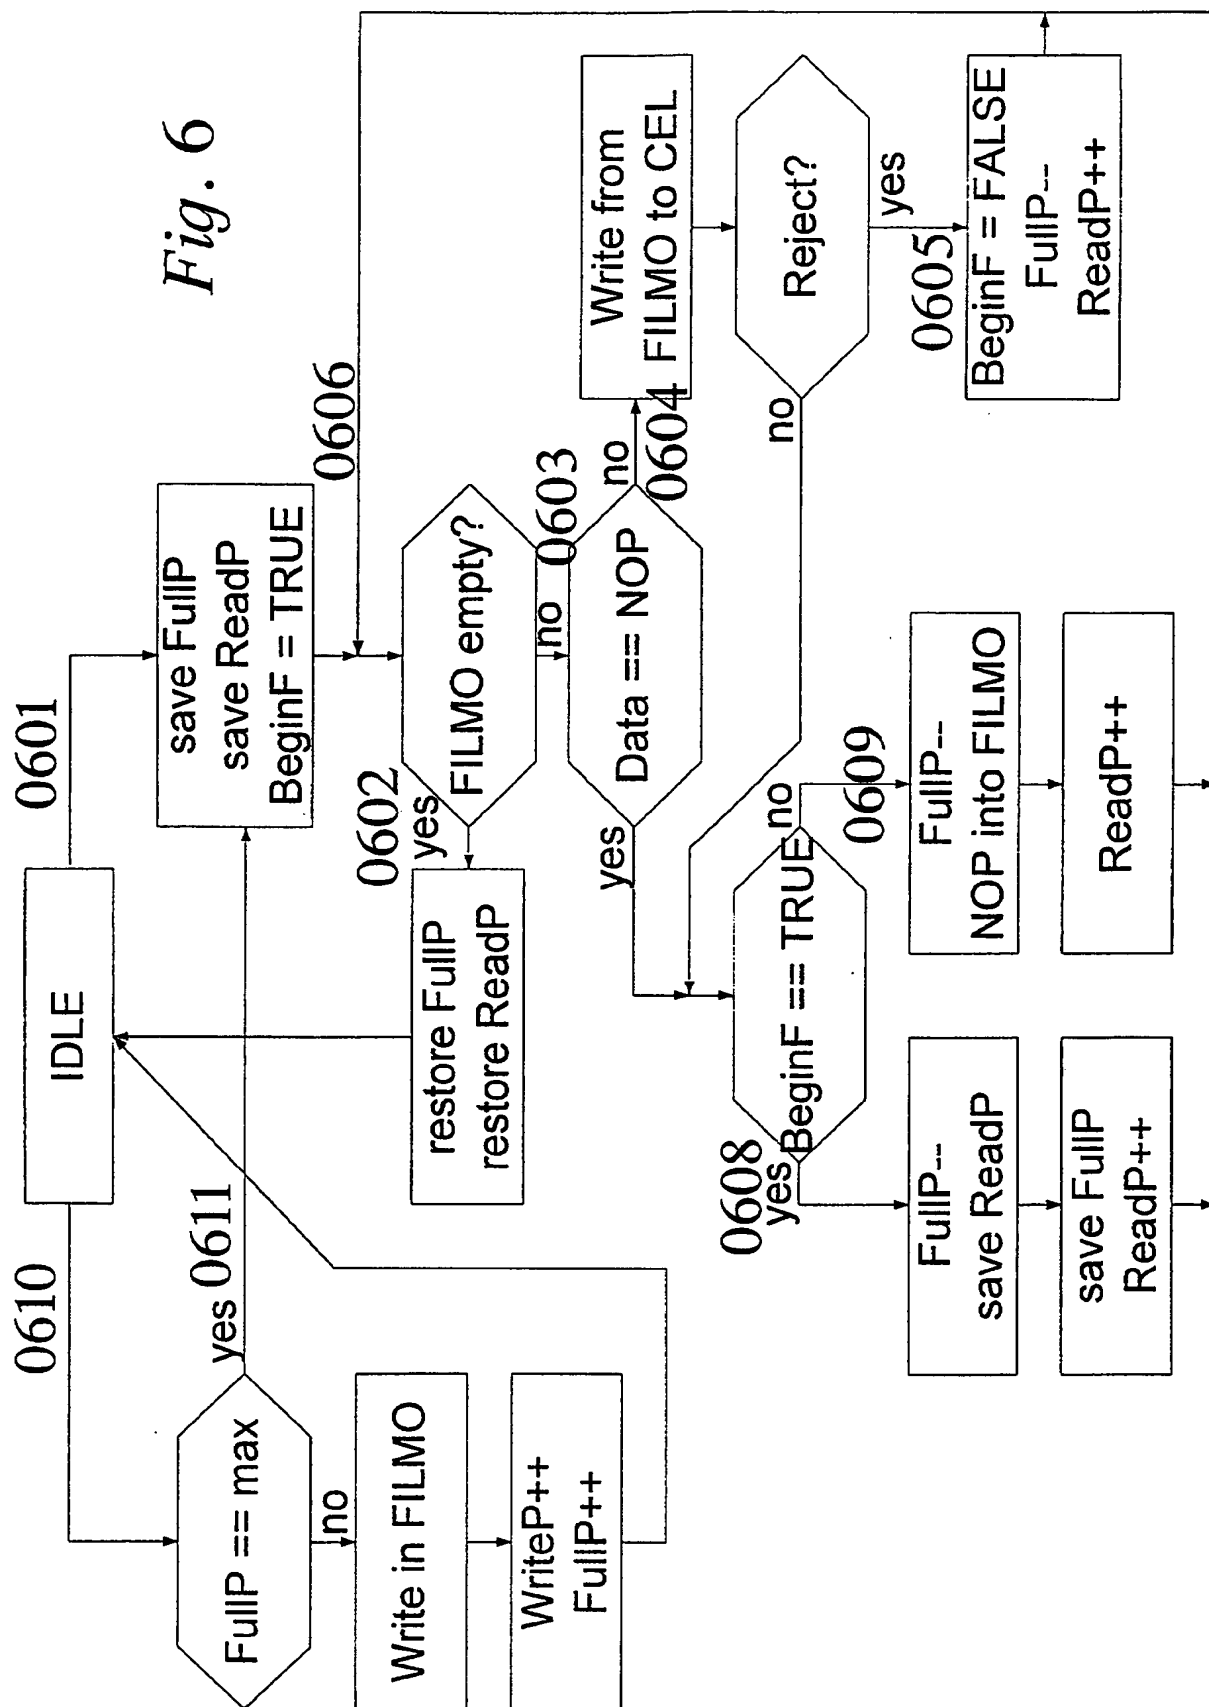 Fig. 6
IDLE
0610
0601
FullP == max
yes 0611
no
Write in FILMO
WriteP++
FullP++
save FullP
save ReadP
BeginF = TRUE
0606
FILMO empty?
0602
yes
restore FullP
restore ReadP
no
0603
Data == NOP
no
0604
Write from
FILMO to CEL
Reject?
yes
0605
BeginF = FALSE
FullP--
ReadP++
no
yes
BeginF == TRUE
0608
yes
FullP--
save ReadP
save FullP
ReadP++
no
0609
FullP--
NOP into FILMO
ReadP++